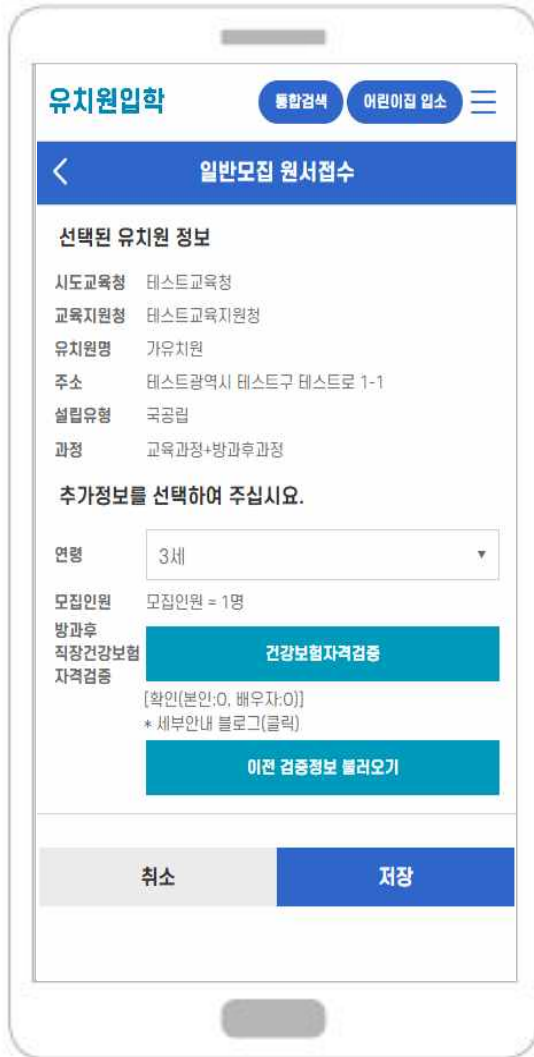 유치원입학 통합검색 어린이집 입소
일반모집 원서접수
선택된 유치원 정보
시도교육청 테스트교육청
교육지원청 테스트교육지원청
유치원명 가유치원
주소 테스트광역시 테스트구 테스트로 1-1
설립유형 국공립
과정 교육과정+방과후과정
추가정보를 선택하여 주십시요.
연령 3세
모집인원 모집인원 = 1명
방과후
직장건강보험
자격검증
건강보험자격검증
[확인(본인:O, 배우자:O)]
* 세부안내 블로그(클릭)
이전 검증정보 불러오기
취소 저장